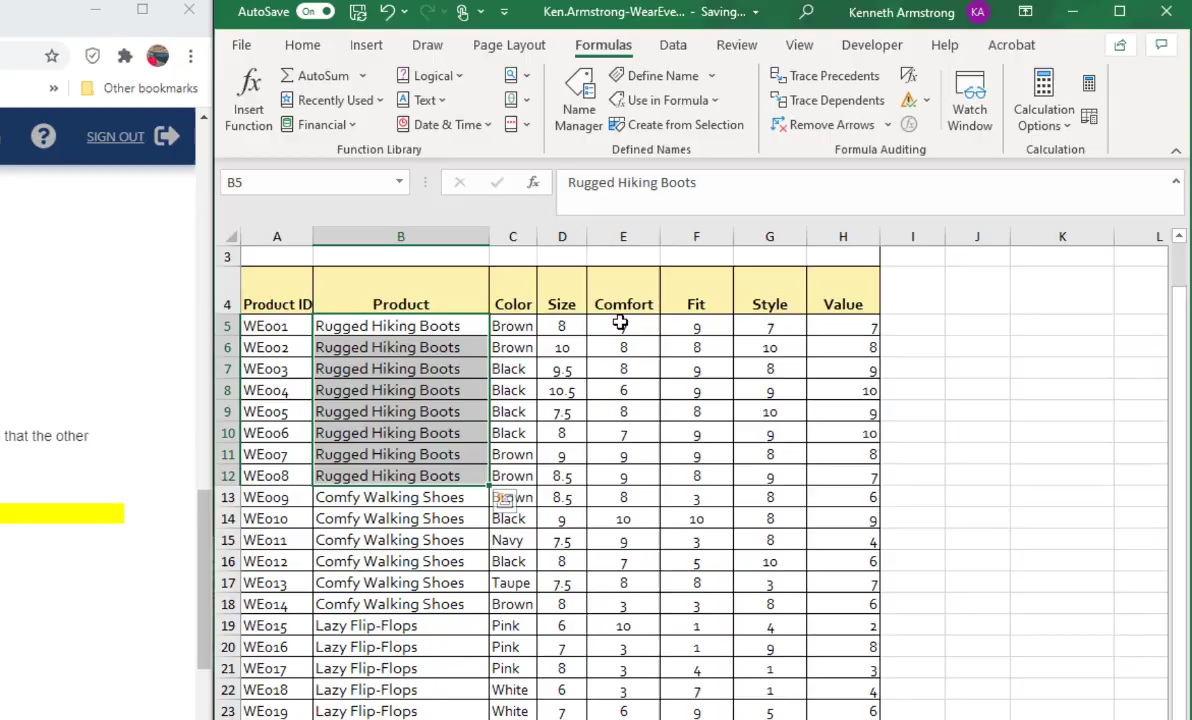 AutoSave On Ken.Armstrong-WearEve... - Saving... Kenneth Armstrong KA
File Home Insert Draw Page Layout Formulas Data Review View Developer Help Acrobat
» Other bookmarks
SIGN OUT
Insert Function
AutoSum
Recently Used
Financial
Logical
Text
Date & Time
Function Library
Name Manager
Define Name
Use in Formula
Create from Selection
Defined Names
Trace Precedents
Trace Dependents
Remove Arrows
Watch Window
Formula Auditing
Calculation Options
Calculation
B5 fx Rugged Hiking Boots
A B C D E F G H I J K L
3
4 Product ID Product Color Size Comfort Fit Style Value
5 WE001 Rugged Hiking Boots Brown 8 9 7 7
6 WE002 Rugged Hiking Boots Brown 10 8 8 10 8
7 WE003 Rugged Hiking Boots Black 9.5 8 9 8 9
8 WE004 Rugged Hiking Boots Black 10.5 6 9 9 10
9 WE005 Rugged Hiking Boots Black 7.5 8 8 10 9
10 WE006 Rugged Hiking Boots Black 8 7 9 9 10
11 WE007 Rugged Hiking Boots Brown 9 9 9 8 8
12 WE008 Rugged Hiking Boots Brown 8.5 9 8 9 7
13 WE009 Comfy Walking Shoes 8.5 8 3 8 6
14 WE010 Comfy Walking Shoes Black 9 10 10 8 9
15 WE011 Comfy Walking Shoes Navy 7.5 9 3 8 4
16 WE012 Comfy Walking Shoes Black 8 7 5 10 6
17 WE013 Comfy Walking Shoes Taupe 7.5 8 8 3 7
18 WE014 Comfy Walking Shoes Brown 8 3 3 8 6
19 WE015 Lazy Flip-Flops Pink 6 10 1 4 2
20 WE016 Lazy Flip-Flops Pink 7 3 1 9 8
21 WE017 Lazy Flip-Flops Pink 8 3 4 1 3
22 WE018 Lazy Flip-Flops White 6 3 7 1 4
23 WE019 Lazy Flip-Flops White 7 6 9 5 6
that the other